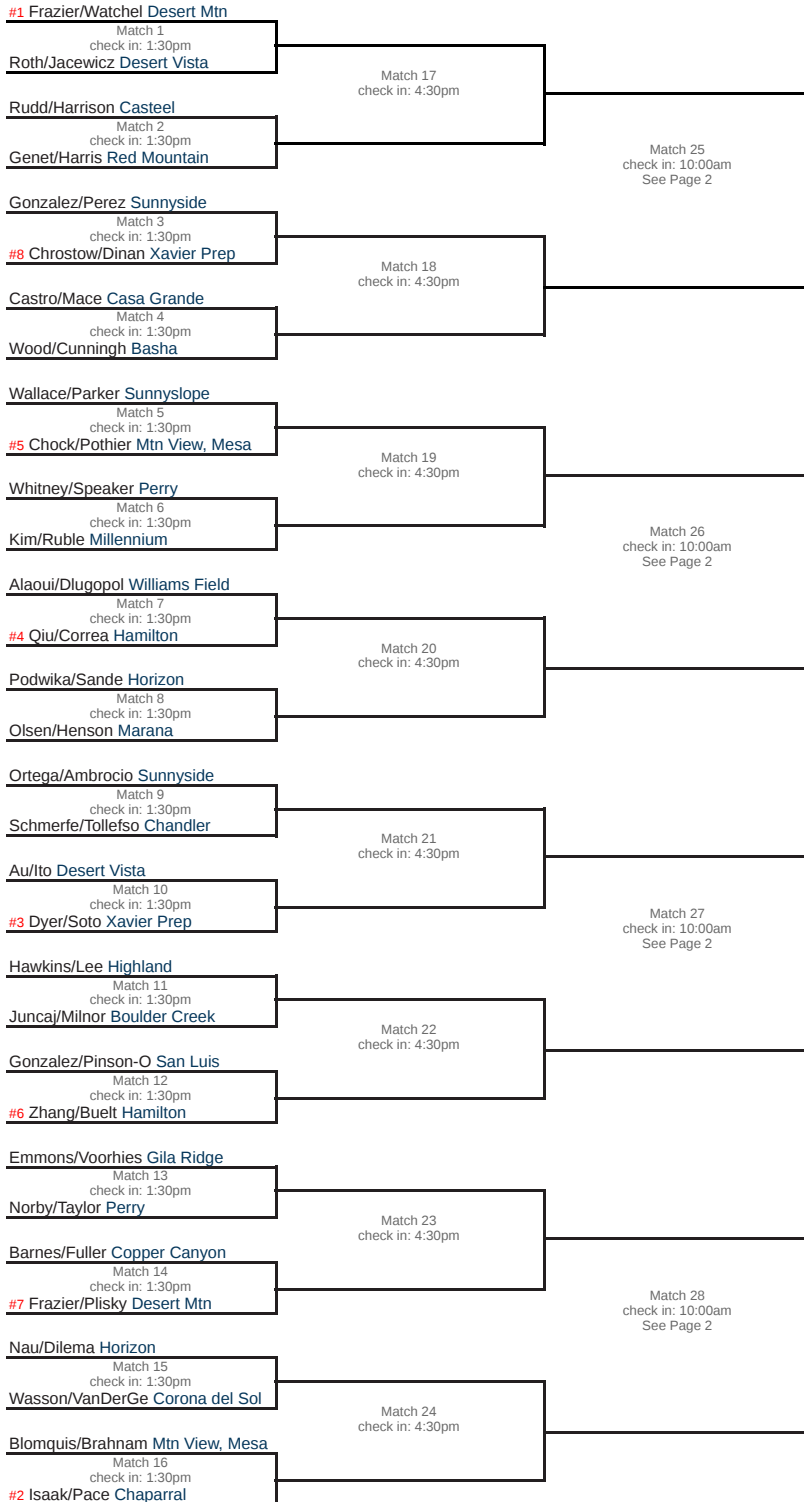 #1 Frazier/Watchel Desert Mtn
Match 1
check in: 1:30pm
Roth/Jacewicz Desert Vista
Match 17
check in: 4:30pm
Rudd/Harrison Casteel
Match 2
check in: 1:30pm
Genet/Harris Red Mountain
Match 25
check in: 10:00am
See Page 2
Gonzalez/Perez Sunnyside
Match 3
check in: 1:30pm
#8 Chrostow/Dinan Xavier Prep
Match 18
check in: 4:30pm
Castro/Mace Casa Grande
Match 4
check in: 1:30pm
Wood/Cunningh Basha
Wallace/Parker Sunnyslope
Match 5
check in: 1:30pm
#5 Chock/Pothier Mtn View, Mesa
Match 19
check in: 4:30pm
Whitney/Speaker Perry
Match 6
check in: 1:30pm
Kim/Ruble Millennium
Match 26
check in: 10:00am
See Page 2
Alaoui/Dlugopol Williams Field
Match 7
check in: 1:30pm
#4 Qiu/Correa Hamilton
Match 20
check in: 4:30pm
Podwika/Sande Horizon
Match 8
check in: 1:30pm
Olsen/Henson Marana
Ortega/Ambrocio Sunnyside
Match 9
check in: 1:30pm
Schmerfe/Tollefso Chandler
Match 21
check in: 4:30pm
Au/Ito Desert Vista
Match 10
check in: 1:30pm
#3 Dyer/Soto Xavier Prep
Match 27
check in: 10:00am
See Page 2
Hawkins/Lee Highland
Match 11
check in: 1:30pm
Juncaj/Milnor Boulder Creek
Match 22
check in: 4:30pm
Gonzalez/Pinson-O San Luis
Match 12
check in: 1:30pm
#6 Zhang/Buelt Hamilton
Emmons/Voorhies Gila Ridge
Match 13
check in: 1:30pm
Norby/Taylor Perry
Match 23
check in: 4:30pm
Barnes/Fuller Copper Canyon
Match 14
check in: 1:30pm
#7 Frazier/Plisky Desert Mtn
Match 28
check in: 10:00am
See Page 2
Nau/Dilema Horizon
Match 15
check in: 1:30pm
Wasson/VanDerGe Corona del Sol
Match 24
check in: 4:30pm
Blomquis/Brahnam Mtn View, Mesa
Match 16
check in: 1:30pm
#2 Isaak/Pace Chaparral